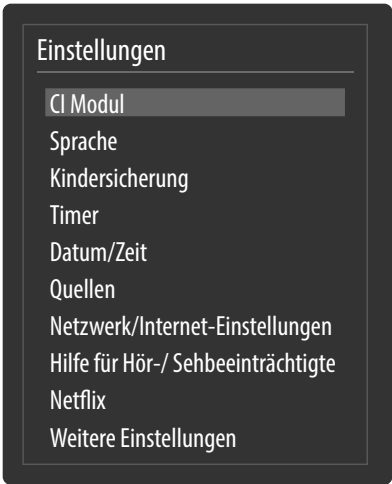 Einstellungen
CI Modul
Sprache
Kindersicherung
Timer
Datum/Zeit
Quellen
Netzwerk/Internet-Einstellungen
Hilfe für Hör-/ Sehbeeinträchtigte
Netflix
Weitere Einstellungen